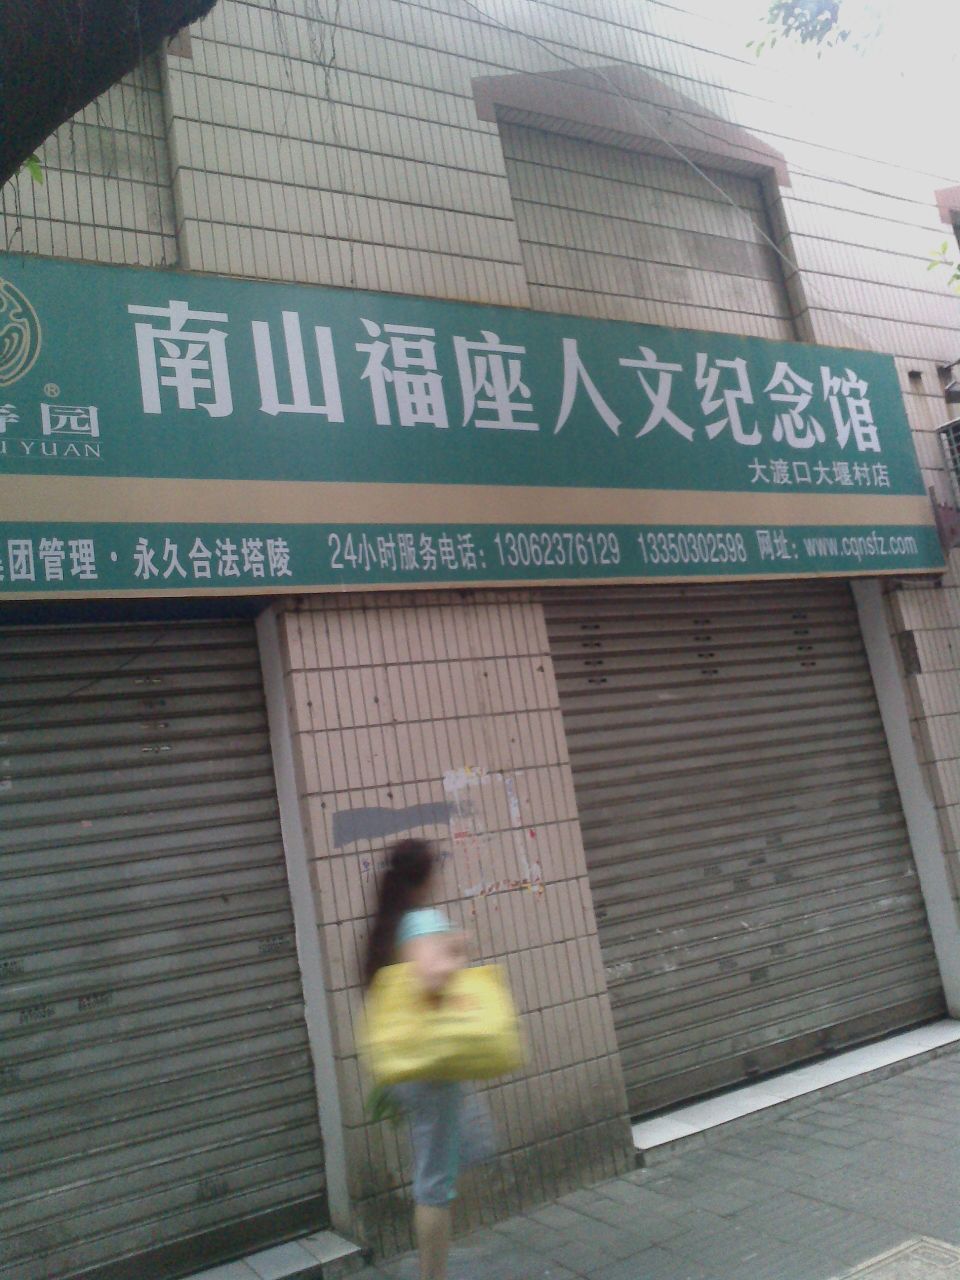 南山福座人文纪念馆
园
YUAN
大渡口大堰村店
团管理·永久合法塔陵 24小时服务电话：13062376129 13350302598 网址：www.cqnsfz.com